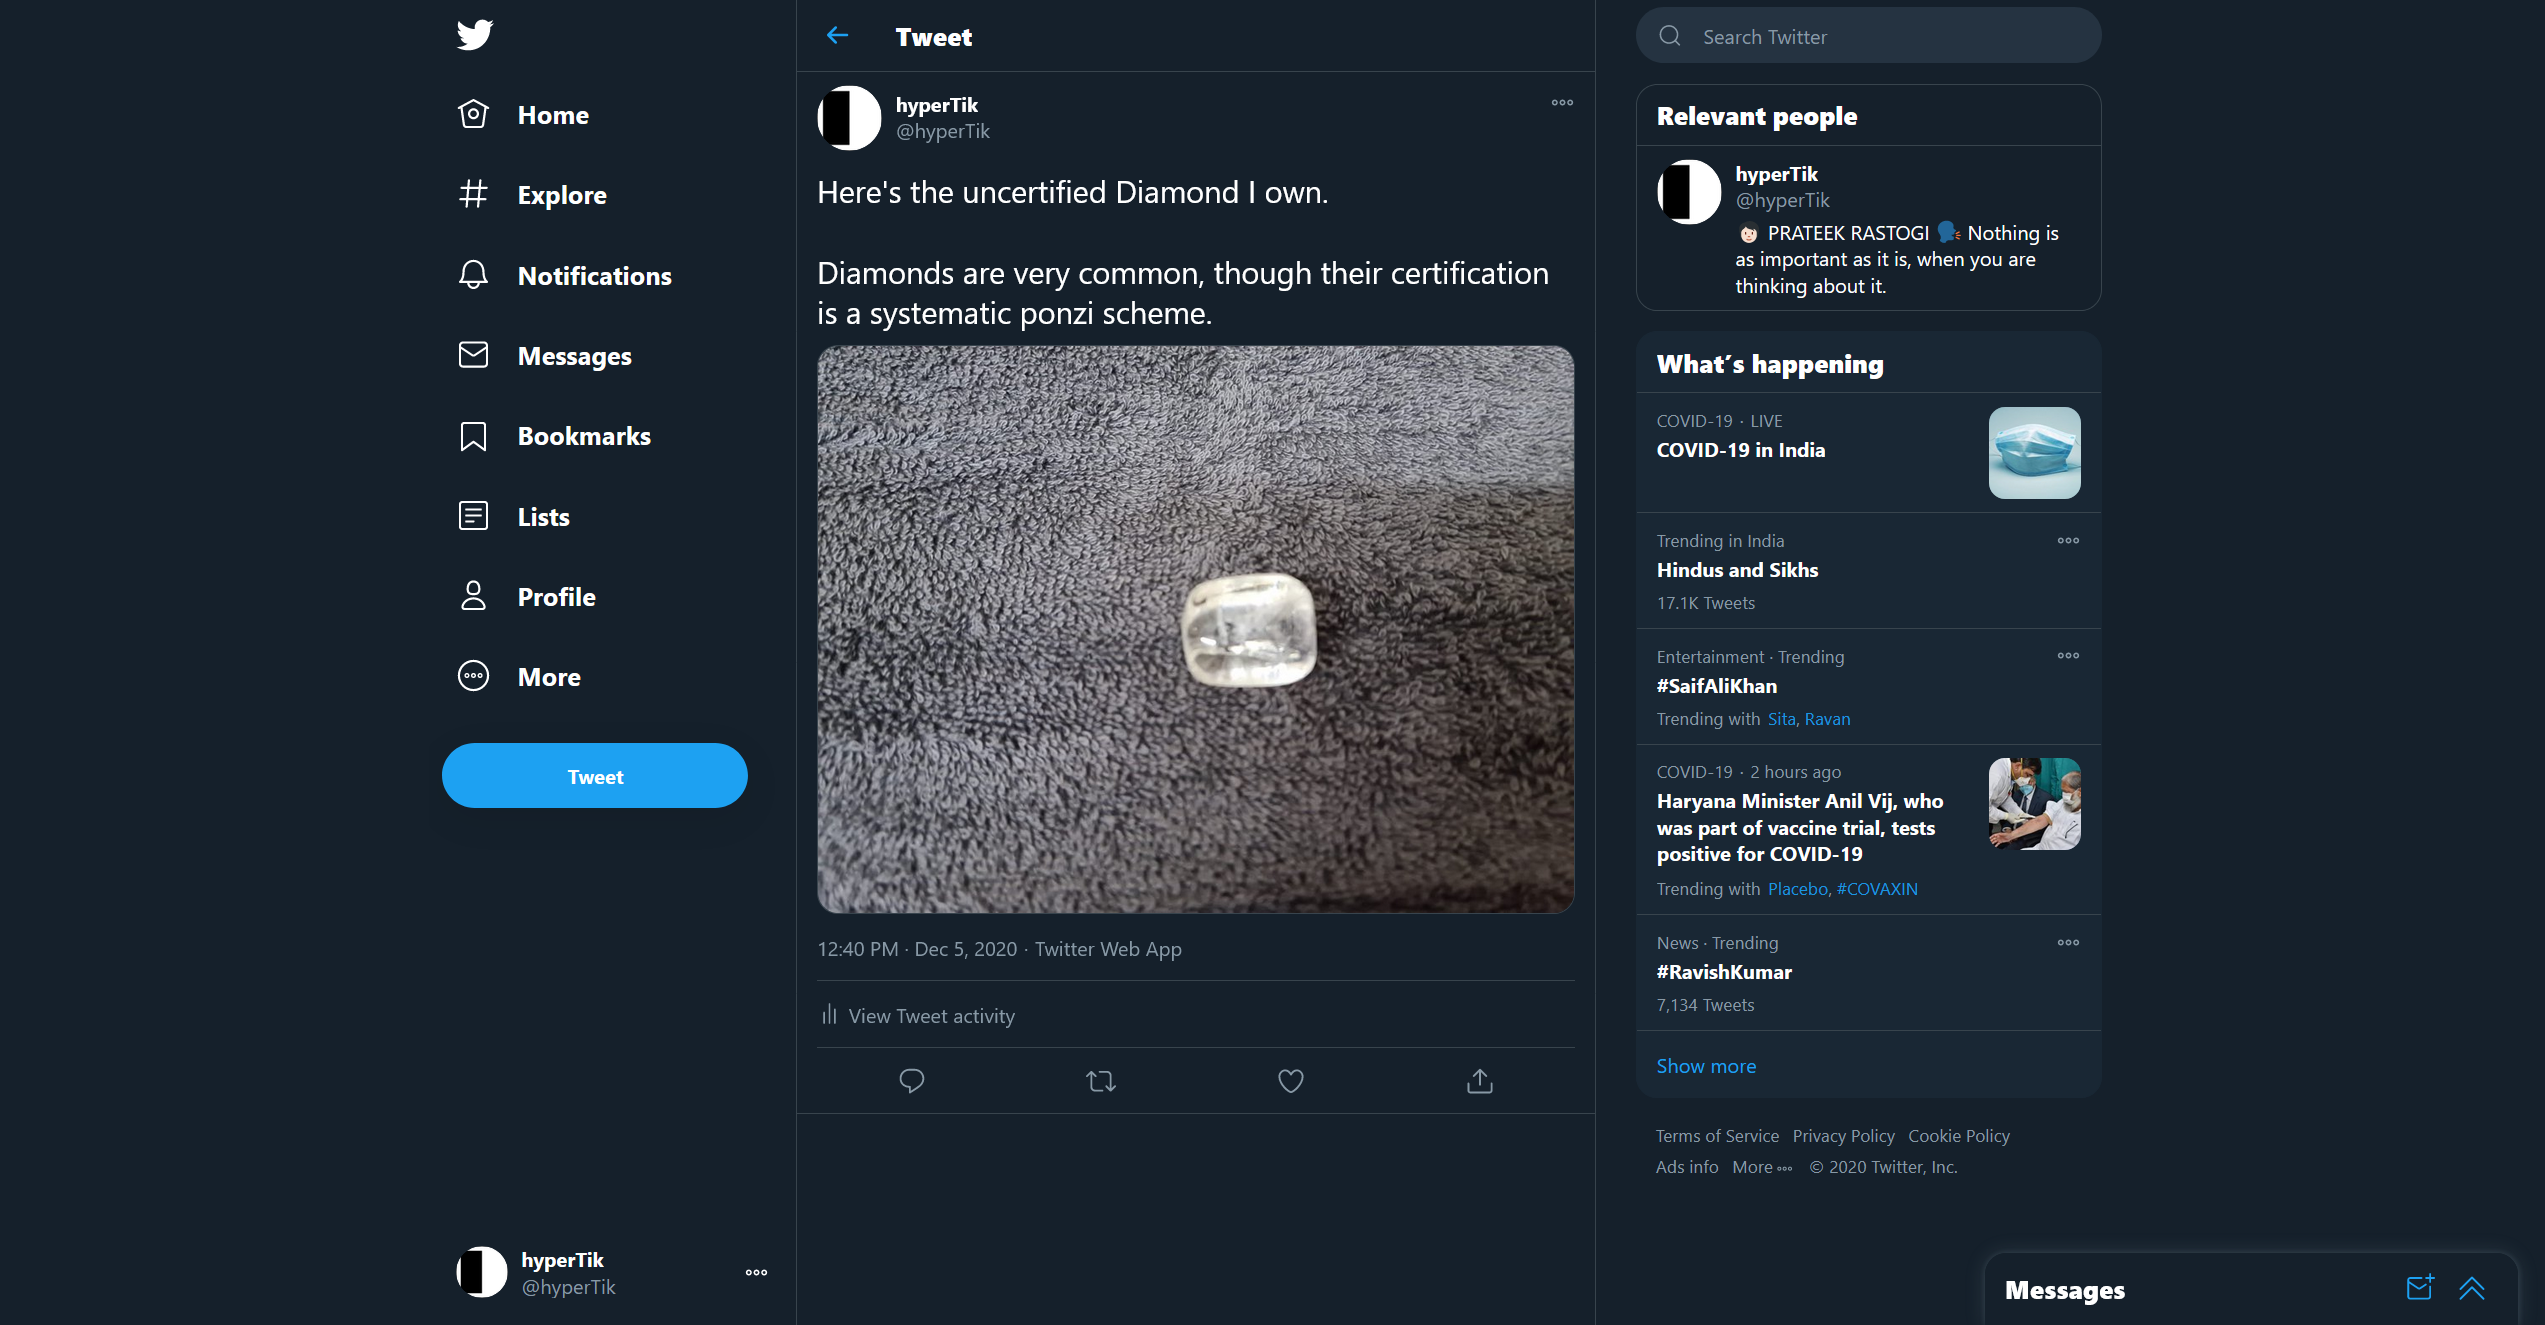 Home
Explore
Notifications
Messages
Bookmarks
Lists
Profile
More
Tweet
hyperTik
@hyperTik
Tweet
hyperTik
@hyperTik
Here's the uncertified Diamond I own.
Diamonds are very common, though their certification
is a systematic ponzi scheme.
12:40 PM · Dec 5, 2020 · Twitter Web App
View Tweet activity
Search Twitter
Relevant people
hyperTik
@hyperTik
PRATEEK RASTOGI Nothing is
as important as it is, when you are
thinking about it.
What's happening
COVID-19 · LIVE
COVID-19 in India
Trending in India
Hindus and Sikhs
17.1K Tweets
Entertainment · Trending
#SaifAliKhan
Trending with Sita, Ravan
COVID-19 · 2 hours ago
Haryana Minister Anil Vij, who
was part of vaccine trial, tests
positive for COVID-19
Trending with Placebo, #COVAXIN
News · Trending
#RavishKumar
7,134 Tweets
Show more
Terms of Service Privacy Policy Cookie Policy
Ads info More © 2020 Twitter, Inc.
Messages